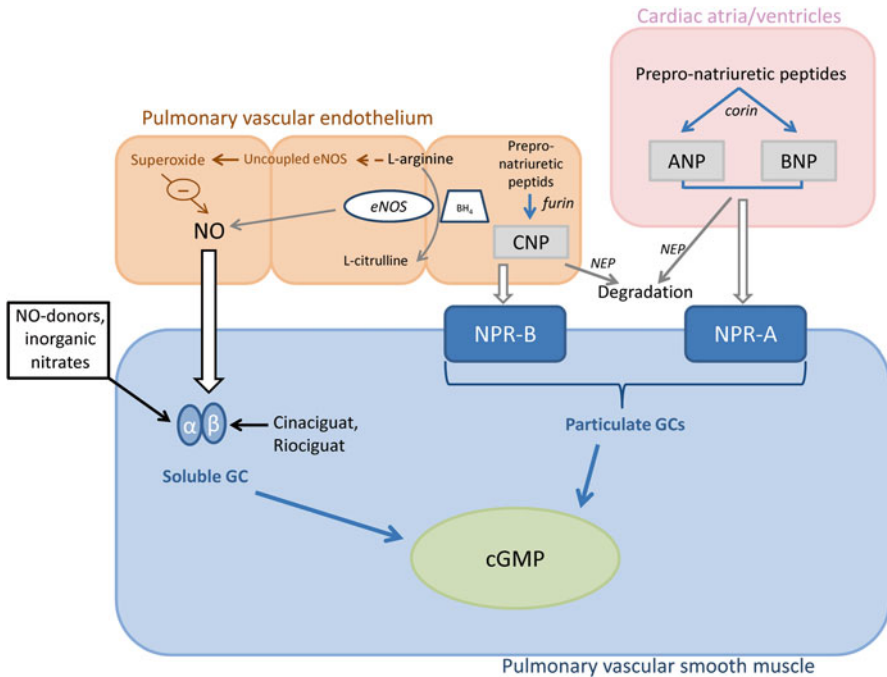 Cardiac atria/ventricles
Prepro-natriuretic peptides
corin
ANP
BNP
Pulmonary vascular endothelium
Superoxide
Uncoupled eNOS
L-arginine
Prepro-
natriuretic
peptids
–
eNOS
BH4
furin
NO
CNP
L-citrulline
NEP
NEP
Degradation
NO-donors,
inorganic
nitrates
NPR-B
NPR-A
α
β
Cinaciguat,
Riociguat
Particulate GCs
Soluble GC
cGMP
Pulmonary vascular smooth muscle